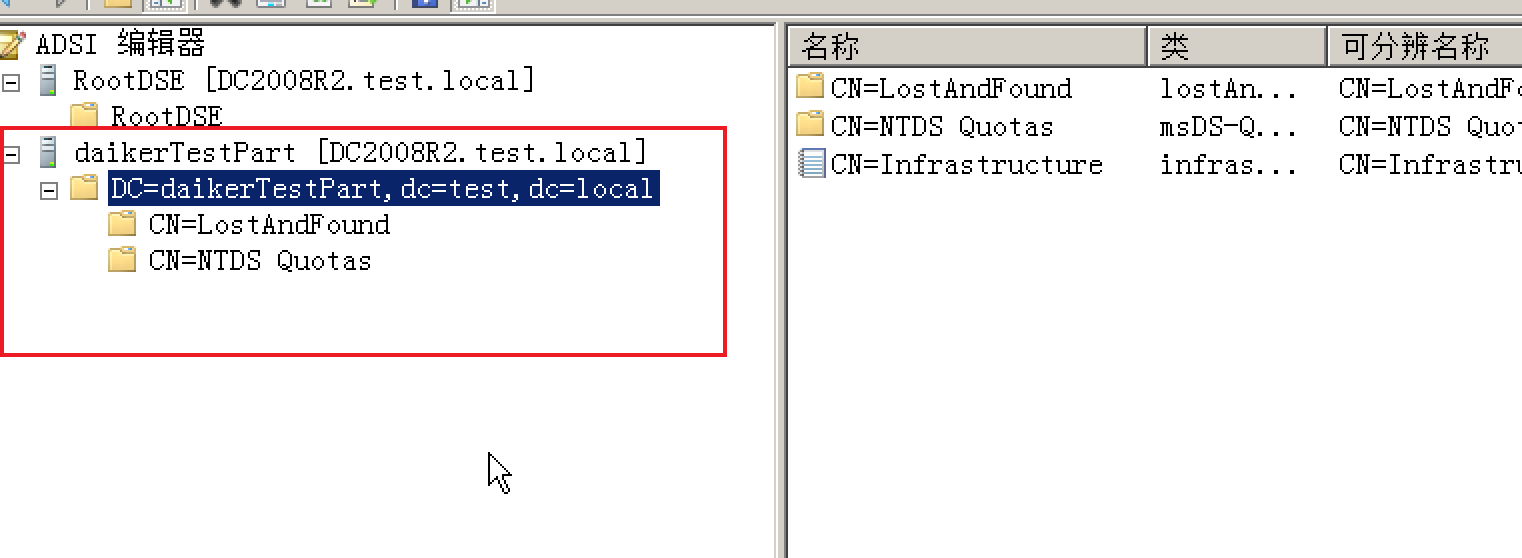 ADSI 编辑器
RootDSE [DC2008R2.test.local]
RootDSE
daikerTestPart [DC2008R2.test.local]
DC=daikerTestPart,dc=test,dc=local
CN=LostAndFound
CN=NTDS Quotas
名称 类 可分辨名称
CN=LostAndFound lostAn... CN=LostAndFo
CN=NTDS Quotas msDS-Q... CN=NTDS Quot
CN=Infrastructure infras... CN=Infrastru